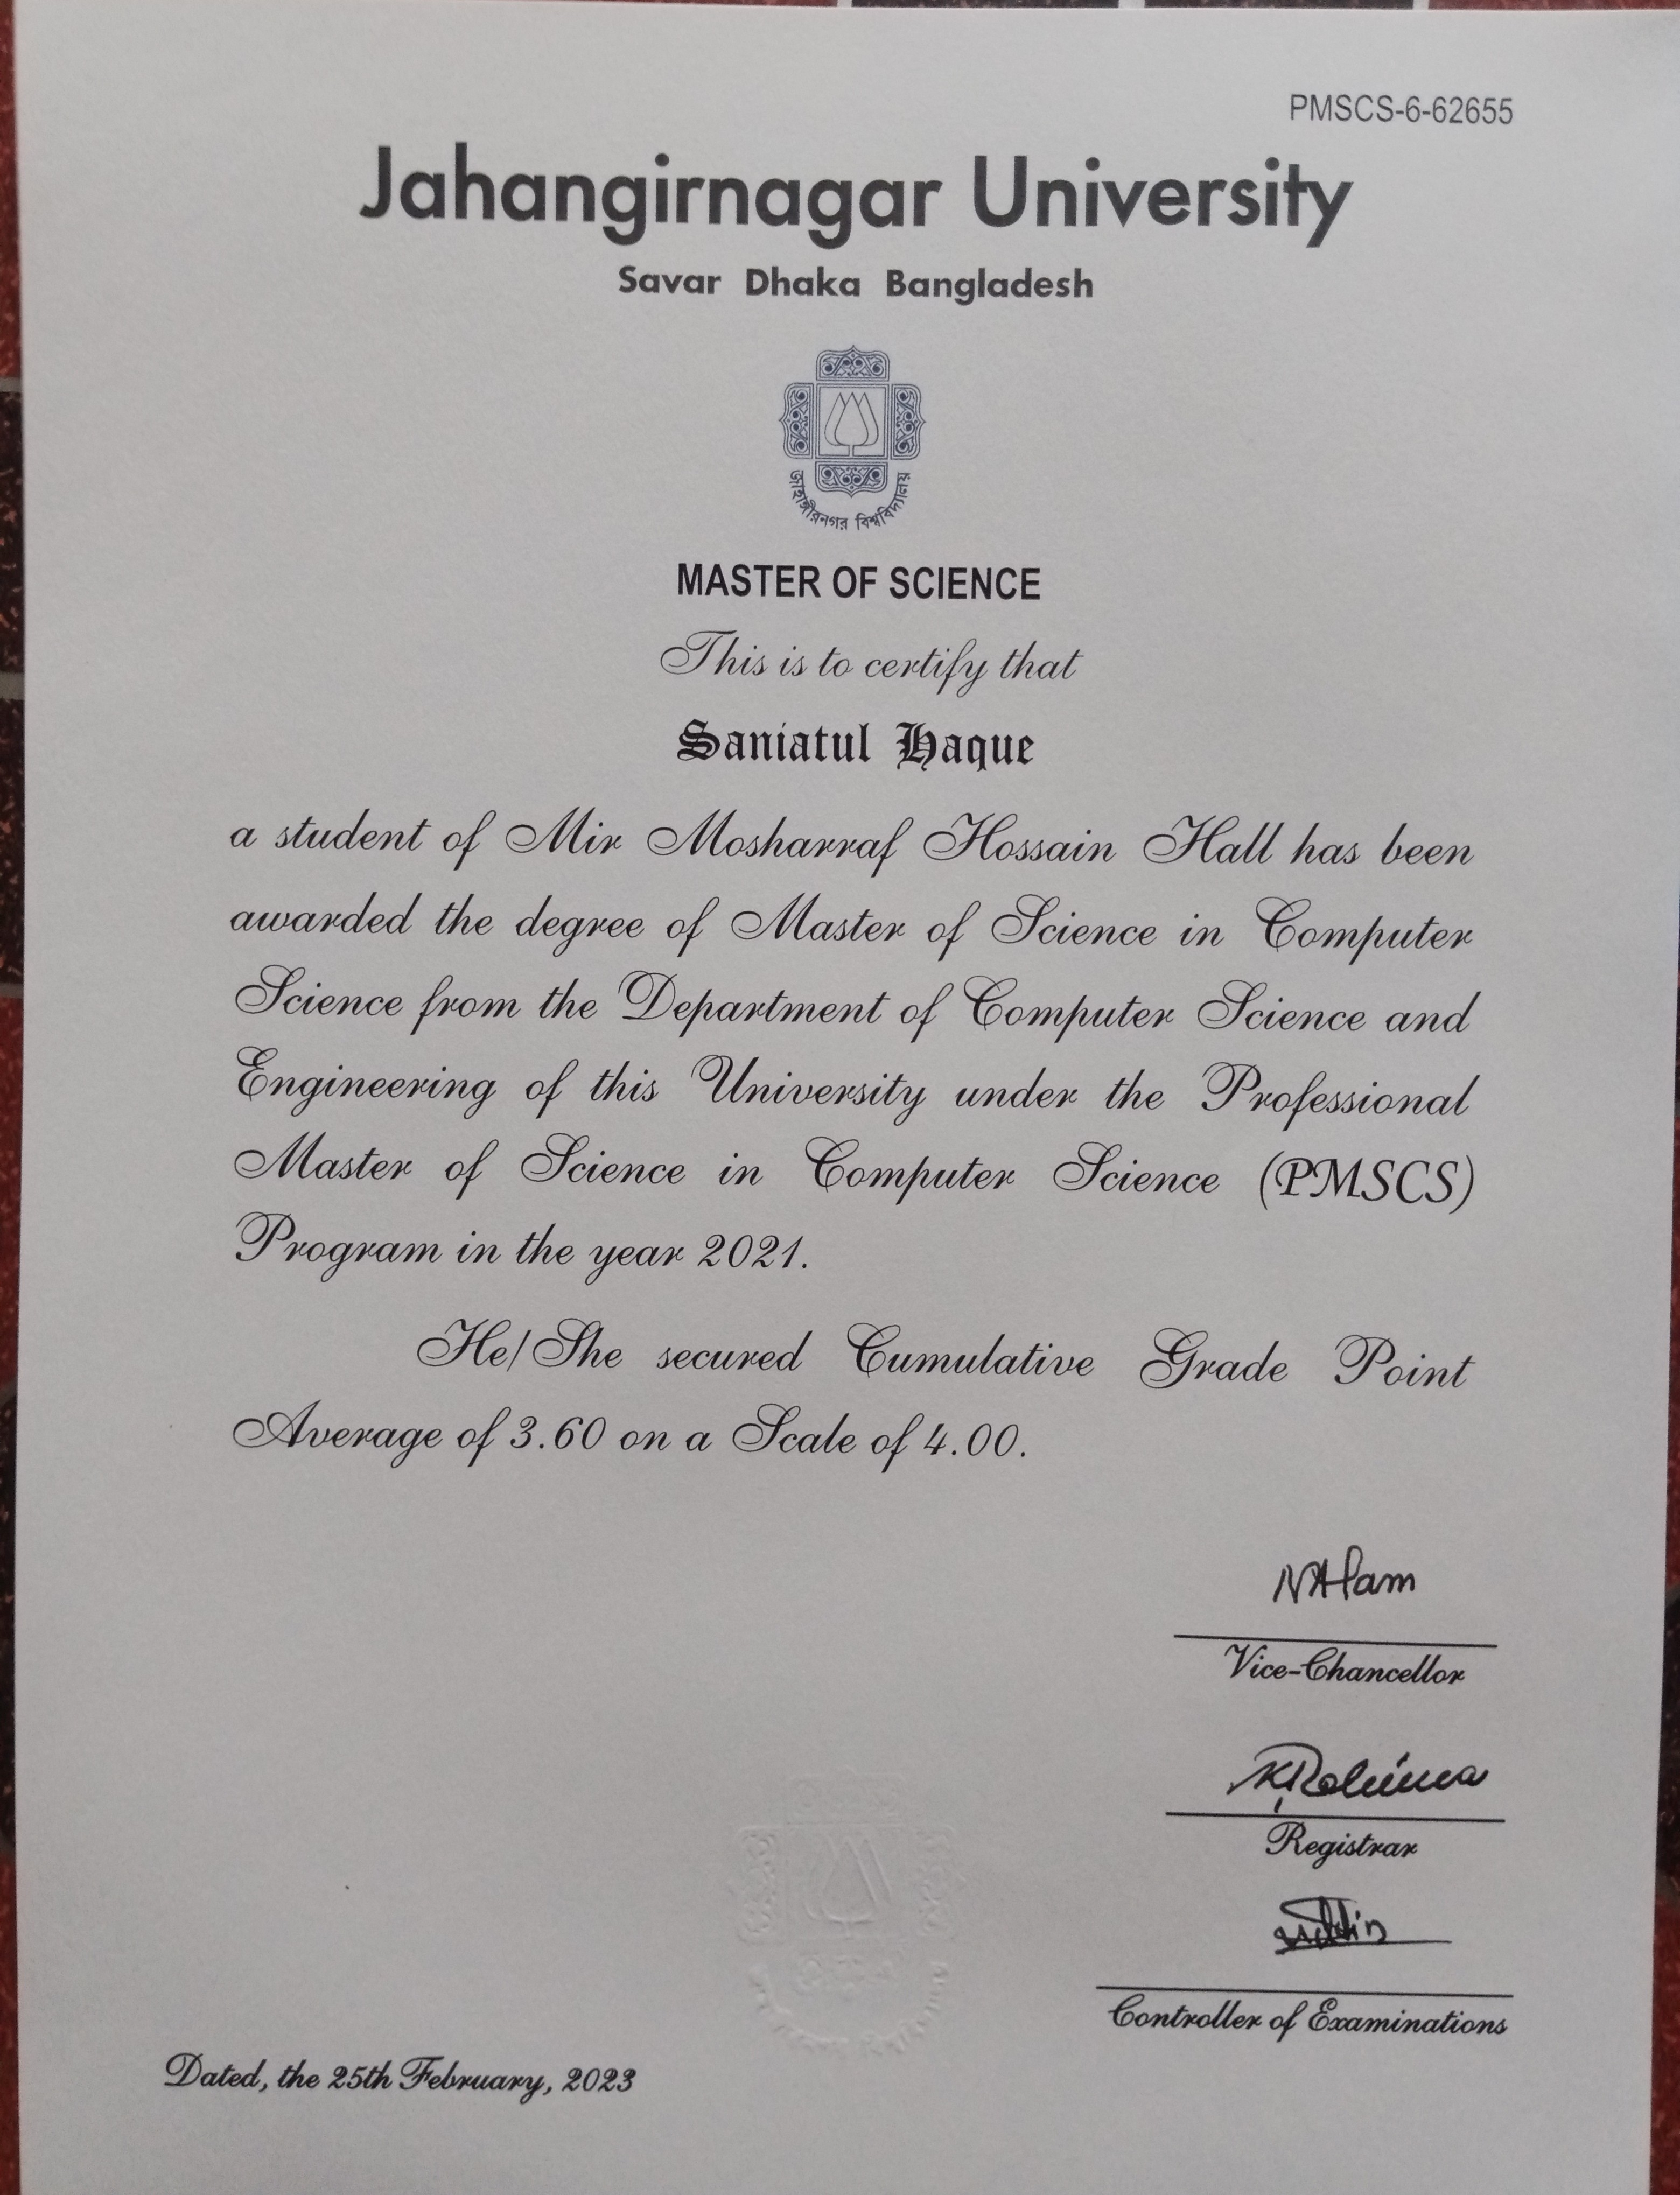 PMSCS-6-62655
Jahangirnagar University
Savar Dhaka Bangladesh
জাহাঙ্গীরনগর বিশ্ববিদ্যালয়
MASTER OF SCIENCE
This is to certify that
Saniatul Haque
a student of Mir Mosharraf Hossain Hall has been
awarded the degree of Master of Science in Computer
Science from the Department of Computer Science and
Engineering of this University under the Professional
Master of Science in Computer Science (PMSCS)
Program in the year 2021.
He/She secured Cumulative Grade Point
Average of 3.60 on a Scale of 4.00.
NAlam
Vice-Chancellor
Registrar
Controller of Examinations
Dated, the 25th February, 2023